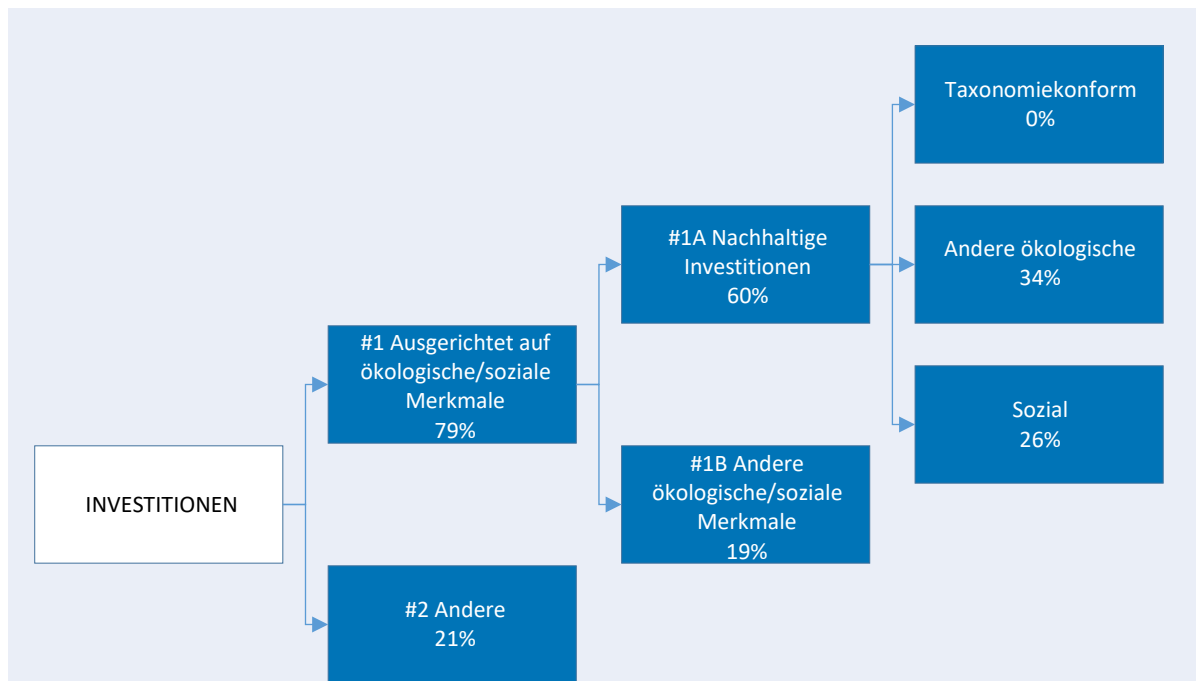 INVESTITIONEN
#1 Ausgerichtet auf
ökologische/soziale
Merkmale
79%
#2 Andere
21%
#1A Nachhaltige
Investitionen
60%
#1B Andere
ökologische/soziale
Merkmale
19%
Taxonomiekonform
0%
Andere ökologische
34%
Sozial
26%